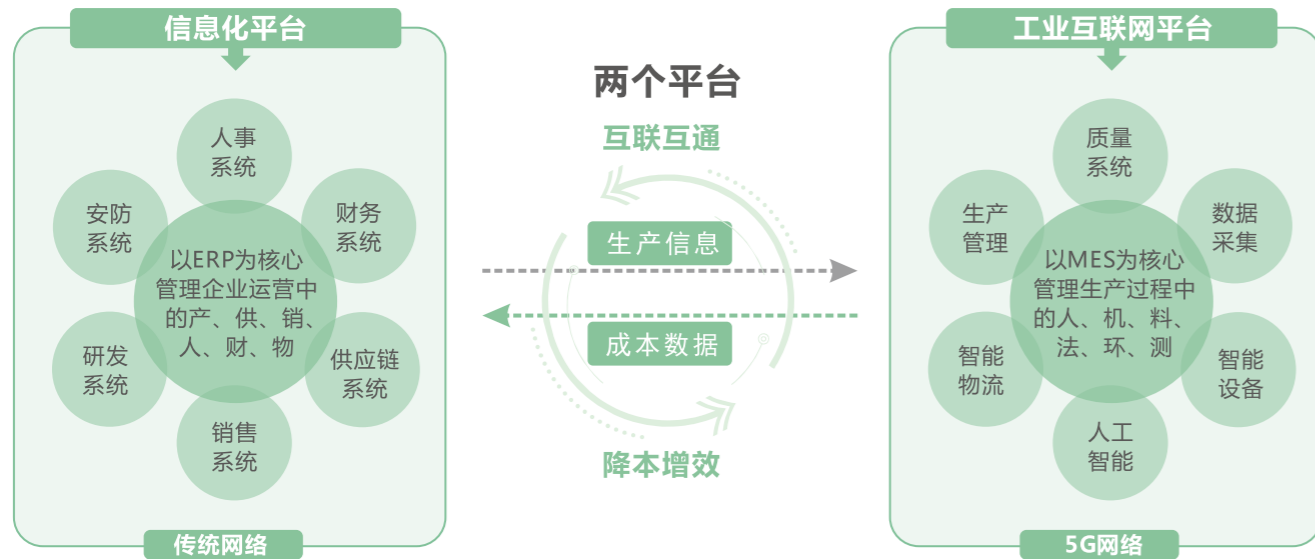 信息化平台
人事
系统
安防
系统
财务
系统
以ERP为核心
管理企业运营中
的产、供、销、
人、财、物
研发
系统
供应链
系统
销售
系统
传统网络
两个平台
互联互通
生产信息
成本数据
降本增效
工业互联网平台
质量
系统
生产
管理
数据
采集
以MES为核心
管理生产过程中
的人、机、料、
法、环、测
智能
物流
智能
设备
人工
智能
5G网络